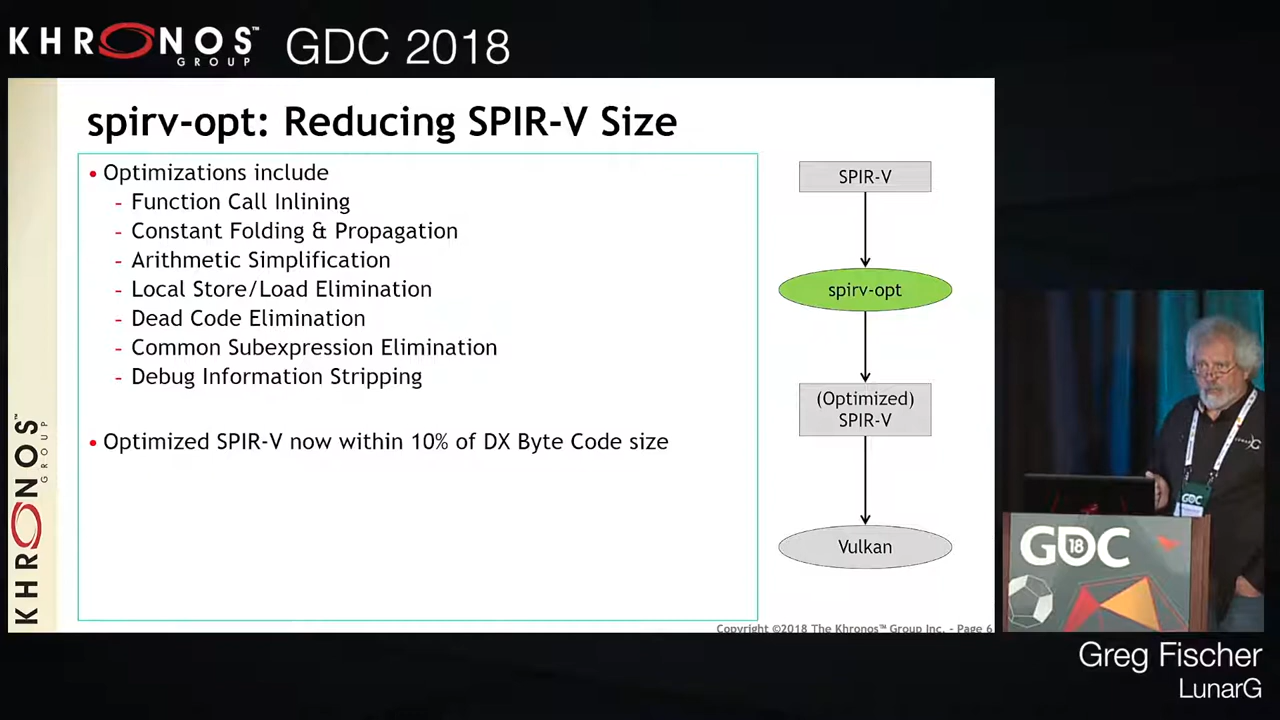 KHRONOS™
GROUP
GDC 2018
spirv-opt: Reducing SPIR-V Size
• Optimizations include
- Function Call Inlining
- Constant Folding & Propagation
- Arithmetic Simplification
- Local Store/Load Elimination
- Dead Code Elimination
- Common Subexpression Elimination
- Debug Information Stripping
• Optimized SPIR-V now within 10% of DX Byte Code size
SPIR-V
spirv-opt
(Optimized)
SPIR-V
Vulkan
KHRONOS™
GROUP
Copyright ©2018 The Khronos™ Group Inc. - Page 6
GDC
GDC
18
Greg Fischer
LunarG